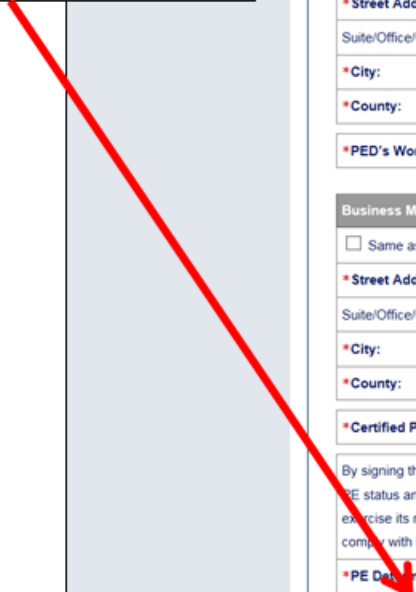 *Street Add
Suite/Office/
*City:
*County:
*PED's Wor
Business M
Same as
*Street Add
Suite/Office/
*City:
*County:
*Certified P
By signing th
PE status an
exercise its r
comply with
*PE